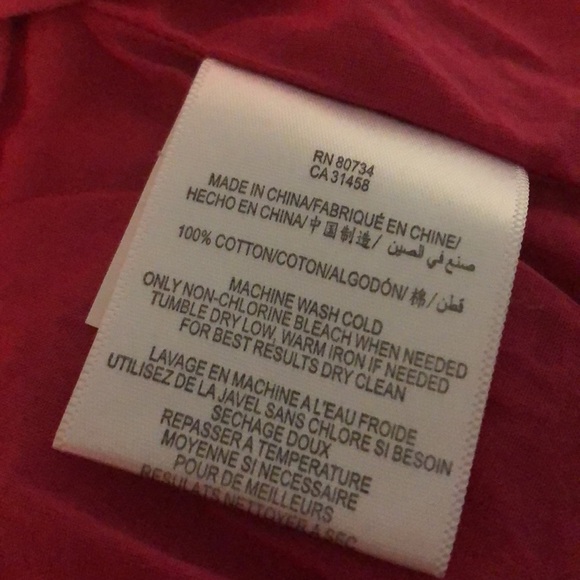 RN 80734
CA 31458
MADE IN CHINA/FABRIQUÉ EN CHINE/
HECHO EN CHINA/中国制造/ صنع في الصين
100% COTTON/COTON/ALGODÓN/棉/قطن
MACHINE WASH COLD
ONLY NON-CHLORINE BLEACH WHEN NEEDED
TUMBLE DRY LOW, WARM IRON IF NEEDED
FOR BEST RESULTS DRY CLEAN
LAVAGE EN MACHINE A L'EAU FROIDE
UTILISEZ DE LA JAVEL SANS CHLORE SI BESOIN
SECHAGE DOUX
REPASSER A TEMPERATURE
MOYENNE SI NECESSAIRE
POUR DE MEILLEURS
RESULATS NETTOYER A SEC